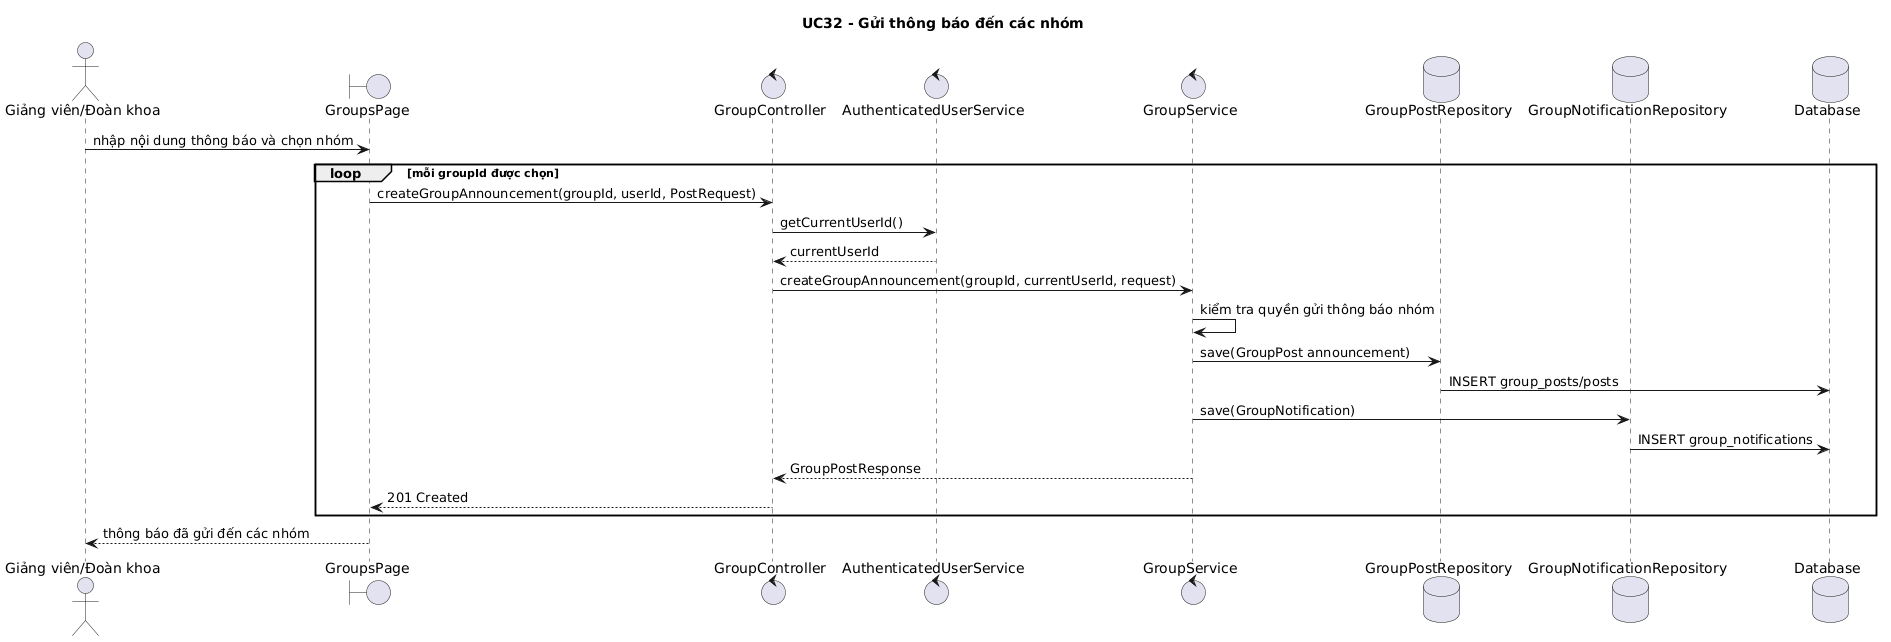 UC32 - Gửi thông báo đến các nhóm
Giảng viên/Đoàn khoa
GroupsPage
GroupController
AuthenticatedUserService
GroupService
GroupPostRepository
GroupNotificationRepository
Database
nhập nội dung thông báo và chọn nhóm
loop [mỗi groupId được chọn]
createGroupAnnouncement(groupId, userId, PostRequest)
getCurrentUserId()
currentUserId
createGroupAnnouncement(groupId, currentUserId, request)
kiểm tra quyền gửi thông báo nhóm
save(GroupPost announcement)
INSERT group_posts/posts
save(GroupNotification)
INSERT group_notifications
GroupPostResponse
201 Created
thông báo đã gửi đến các nhóm
Giảng viên/Đoàn khoa
GroupsPage
GroupController
AuthenticatedUserService
GroupService
GroupPostRepository
GroupNotificationRepository
Database